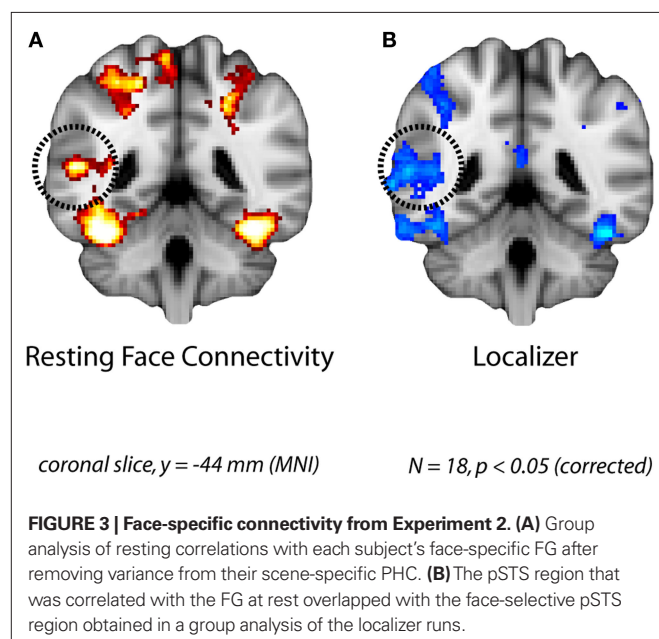 A
B
Resting Face Connectivity
Localizer
coronal slice, y = -44 mm (MNI)
N = 18, p < 0.05 (corrected)
FIGURE 3 | Face-specific connectivity from Experiment 2. (A) Group
analysis of resting correlations with each subject's face-specific FG after
removing variance from their scene-specific PHC. (B) The pSTS region that
was correlated with the FG at rest overlapped with the face-selective pSTS
region obtained in a group analysis of the localizer runs.